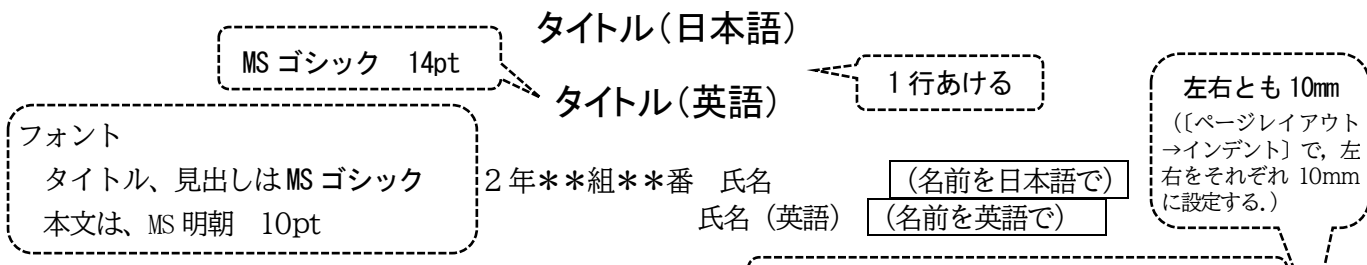 タイトル（日本語）
MS ゴシック　14pt
1 行あける
タイトル（英語）
左右とも 10mm
（〔ページレイアウト
→インデント〕で，左
右をそれぞれ 10mm
に設定する.）
フォント
タイトル、見出しは MS ゴシック
本文は、MS 明朝　10pt
２年＊＊組＊＊番　氏名　（名前を日本語で）
氏名（英語）　（名前を英語で）